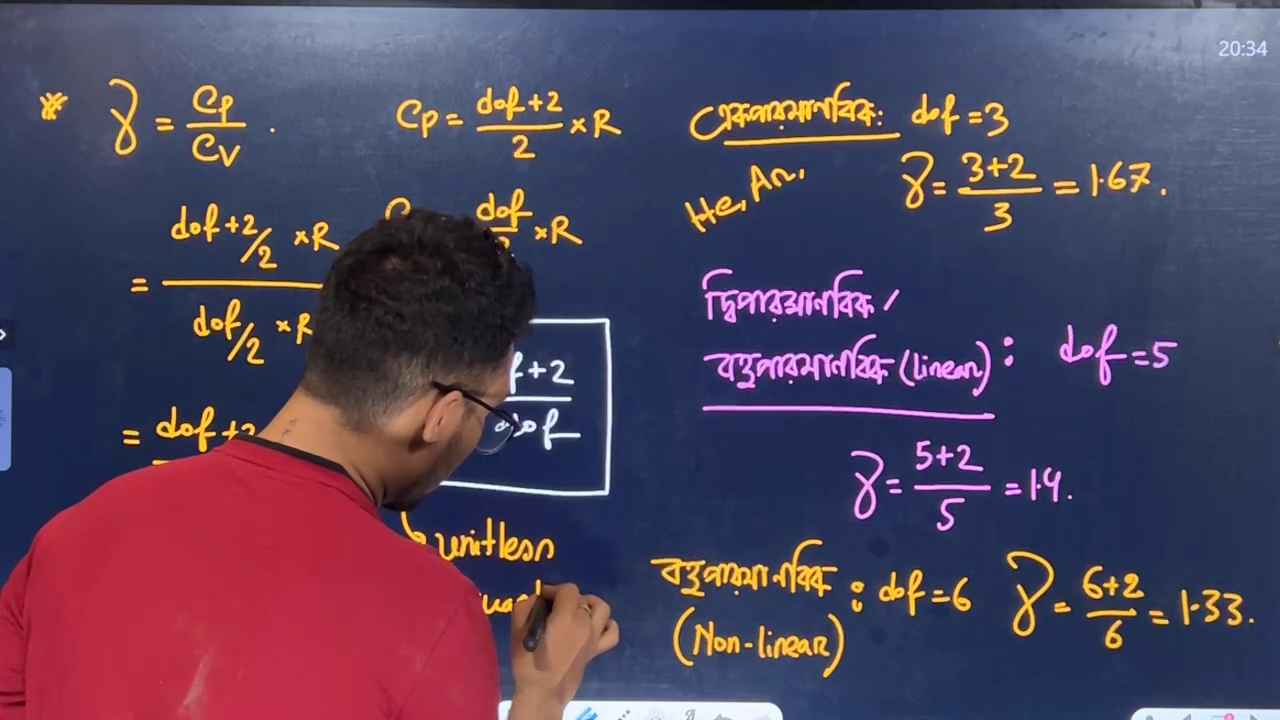 20:34
* γ = Cp/Cv .
Cp = (dof+2)/2 × R
= (dof+2/2 × R)/(dof/2 × R
dof × R
= dof+2
f+2
dof
unitless
একপারমাণবিক: dof = 3
He, Ar,
γ = (3+2)/3 = 1.67.
দ্বিপারমাণবিক /
বহুপারমাণবিক (linear) : dof = 5
γ = (5+2)/5 = 1.4.
বহুপারমাণবিক : dof = 6 γ = (6+2)/6 = 1.33.
(Non-linear)